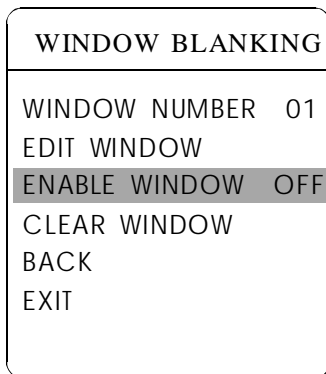 WINDOW BLANKING
WINDOW NUMBER 01
EDIT WINDOW
ENABLE WINDOW OFF
CLEAR WINDOW
BACK
EXIT